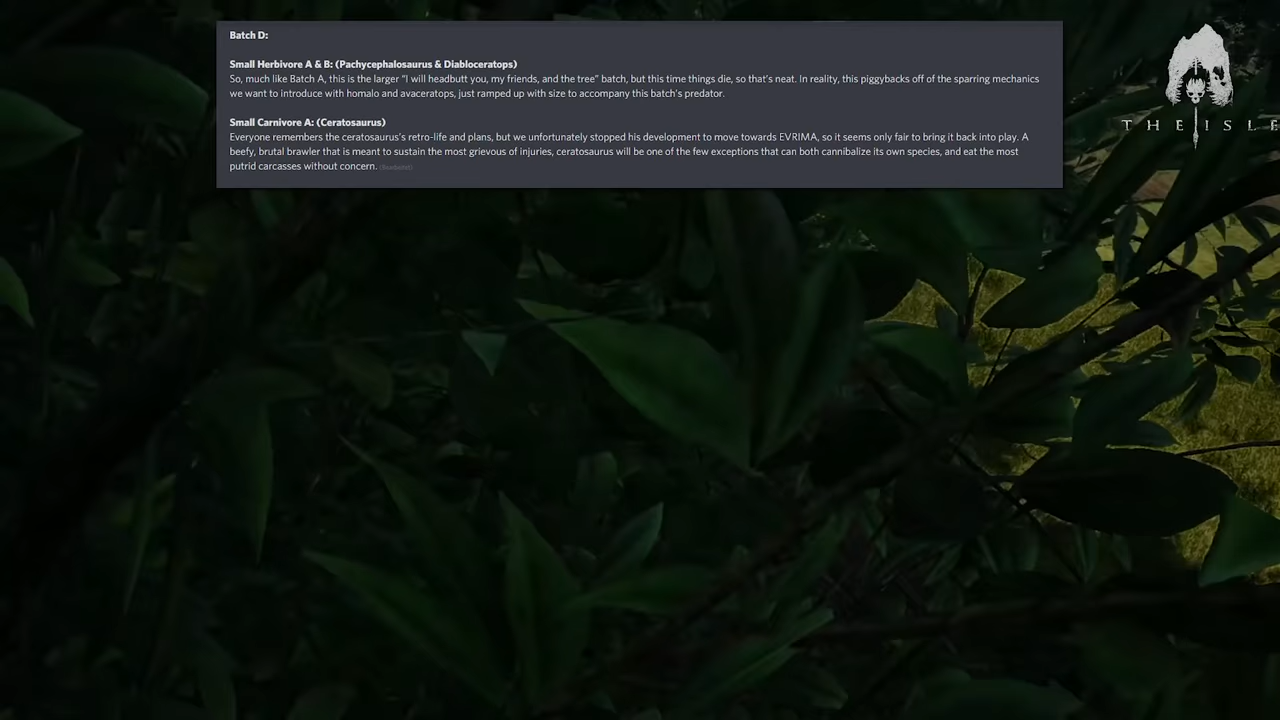 Batch D:
Small Herbivore A & B: (Pachycephalosaurus & Diabloceratops)
So, much like Batch A, this is the larger “I will headbutt you, my friends, and the tree” batch, but this time things die, so that's neat. In reality, this piggybacks off of the sparring mechanics
we want to introduce with homalo and avaceratops, just ramped up with size to accompany this batch's predator.
Small Carnivore A: (Ceratosaurus)
Everyone remembers the ceratosaurus's retro-life and plans, but we unfortunately stopped his development to move towards EVRIMA, so it seems only fair to bring it back into play. A
beefy, brutal brawler that is meant to sustain the most grievous of injuries, ceratosaurus will be one of the few exceptions that can both cannibalize its own species, and eat the most
putrid carcasses without concern. (Bearbeitet)
THE ISLE